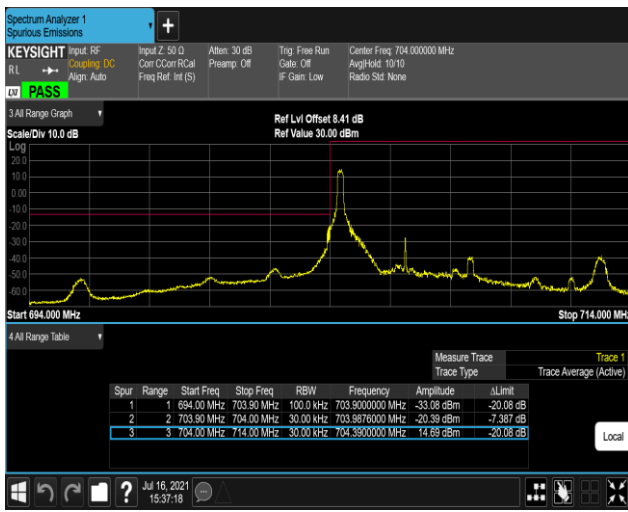 Spectrum Analyzer 1
Spurious Emissions
+
KEYSIGHT Input: RF Input Z: 50 Ω Atten: 30 dB Trig: Free Run Center Freq: 704.000000 MHz
R L Coupling: DC Corr CCorr RCal Preamp: Off Gate: Off Avg|Hold: 10/10
Align: Auto Freq Ref: Int (S) IF Gain: Low Radio Std: None
LXI PASS
3 All Range Graph
Ref Lvl Offset 8.41 dB
Scale/Div 10.0 dB Ref Value 30.00 dBm
Log
20.0
10.0
0.00
-10.0
-20.0
-30.0
-40.0
-50.0
-60.0
Start 694.000 MHz Stop 714.000 MHz
4 All Range Table
Measure Trace Trace 1
Trace Type Trace Average (Active)
Spur Range Start Freq Stop Freq RBW Frequency Amplitude ΔLimit
1 1 694.00 MHz 703.90 MHz 100.0 kHz 703.9000000 MHz -33.08 dBm -20.08 dB
2 2 703.90 MHz 704.00 MHz 30.00 kHz 703.9876000 MHz -20.39 dBm -7.387 dB
3 3 704.00 MHz 714.00 MHz 30.00 kHz 704.3900000 MHz 14.69 dBm -20.08 dB
Local
? Jul 16, 2021
15:37:18